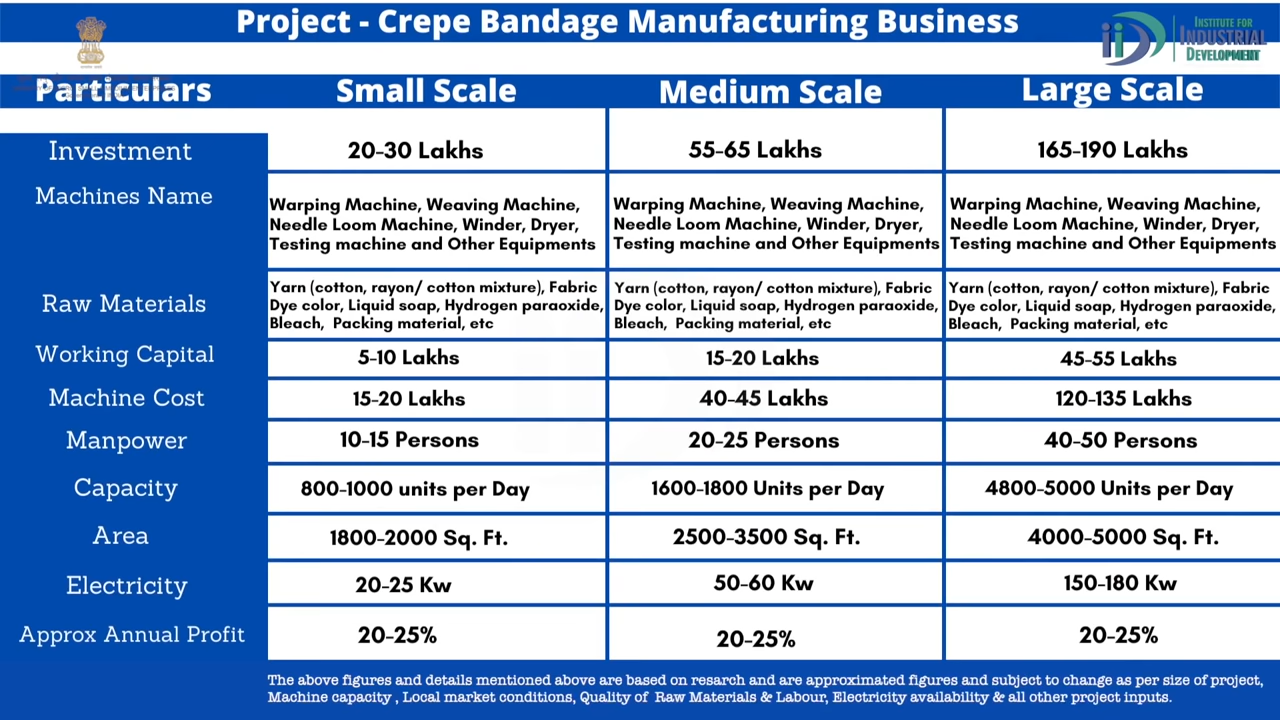 Project - Crepe Bandage Manufacturing Business
INSTITUTE FOR
INDUSTRIAL
DEVELOPMENT
Particulars Small Scale Medium Scale Large Scale
Investment 20-30 Lakhs 55-65 Lakhs 165-190 Lakhs
Machines Name
Warping Machine, Weaving Machine,
Needle Loom Machine, Winder, Dryer,
Testing machine and Other Equipments
Warping Machine, Weaving Machine,
Needle Loom Machine, Winder, Dryer,
Testing machine and Other Equipments
Warping Machine, Weaving Machine,
Needle Loom Machine, Winder, Dryer,
Testing machine and Other Equipments
Raw Materials
Yarn (cotton, rayon/ cotton mixture), Fabric
Dye color, Liquid soap, Hydrogen paraoxide,
Bleach, Packing material, etc
Yarn (cotton, rayon/ cotton mixture), Fabric
Dye color, Liquid soap, Hydrogen paraoxide,
Bleach, Packing material, etc
Yarn (cotton, rayon/ cotton mixture), Fabric
Dye color, Liquid soap, Hydrogen paraoxide,
Bleach, Packing material, etc
Working Capital 5-10 Lakhs 15-20 Lakhs 45-55 Lakhs
Machine Cost 15-20 Lakhs 40-45 Lakhs 120-135 Lakhs
Manpower 10-15 Persons 20-25 Persons 40-50 Persons
Capacity 800-1000 units per Day 1600-1800 Units per Day 4800-5000 Units per Day
Area 1800-2000 Sq. Ft. 2500-3500 Sq. Ft. 4000-5000 Sq. Ft.
Electricity 20-25 Kw 50-60 Kw 150-180 Kw
Approx Annual Profit 20-25% 20-25% 20-25%
The above figures and details mentioned above are based on resarch and are approximated figures and subject to change as per size of project,
Machine capacity , Local market conditions, Quality of Raw Materials & Labour, Electricity availability & all other project inputs.